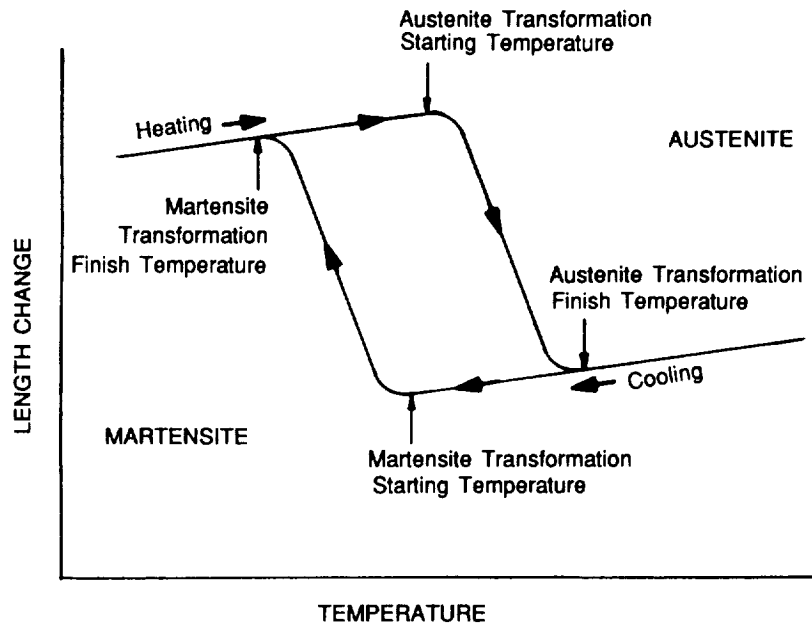 Austenite Transformation
Starting Temperature
Heating
AUSTENITE
Martensite
Transformation
Finish Temperature
Austenite Transformation
Finish Temperature
Cooling
MARTENSITE
Martensite Transformation
Starting Temperature
LENGTH CHANGE
TEMPERATURE